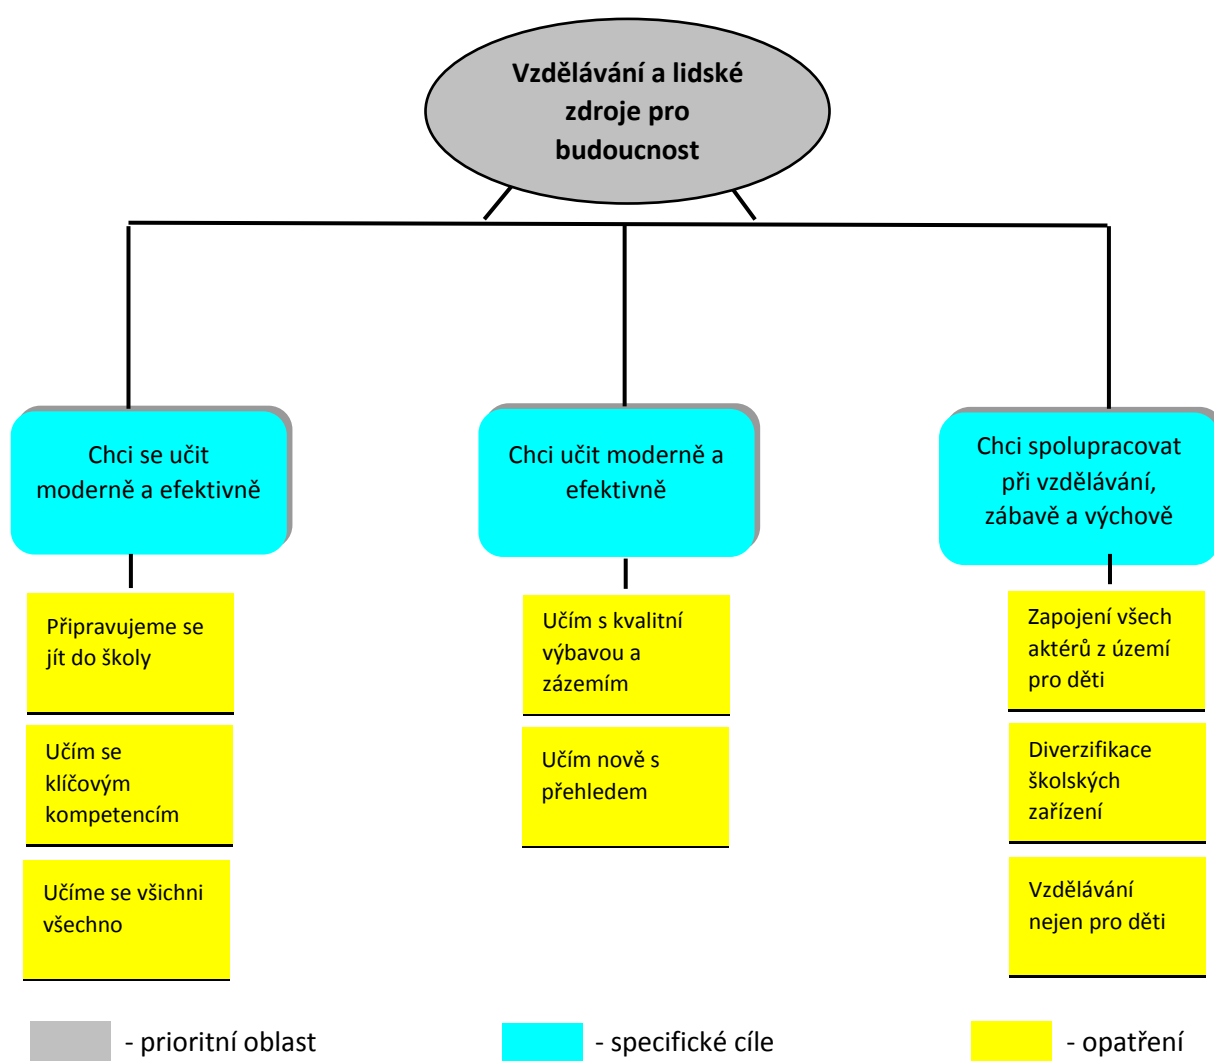 Vzdělávání a lidské
zdroje pro
budoucnost
Chci se učit
moderně a efektivně
Chci učit moderně a
efektivně
Chci spolupracovat
při vzdělávání,
zábavě a výchově
Připravujeme se
jít do školy
Učím se
klíčovým
kompetencím
Učíme se všichni
všechno
Učím s kvalitní
výbavou a
zázemím
Učím nově s
přehledem
Zapojení všech
aktérů z území
pro děti
Diverzifikace
školských
zařízení
Vzdělávání
nejen pro děti
- prioritní oblast
- specifické cíle
- opatření